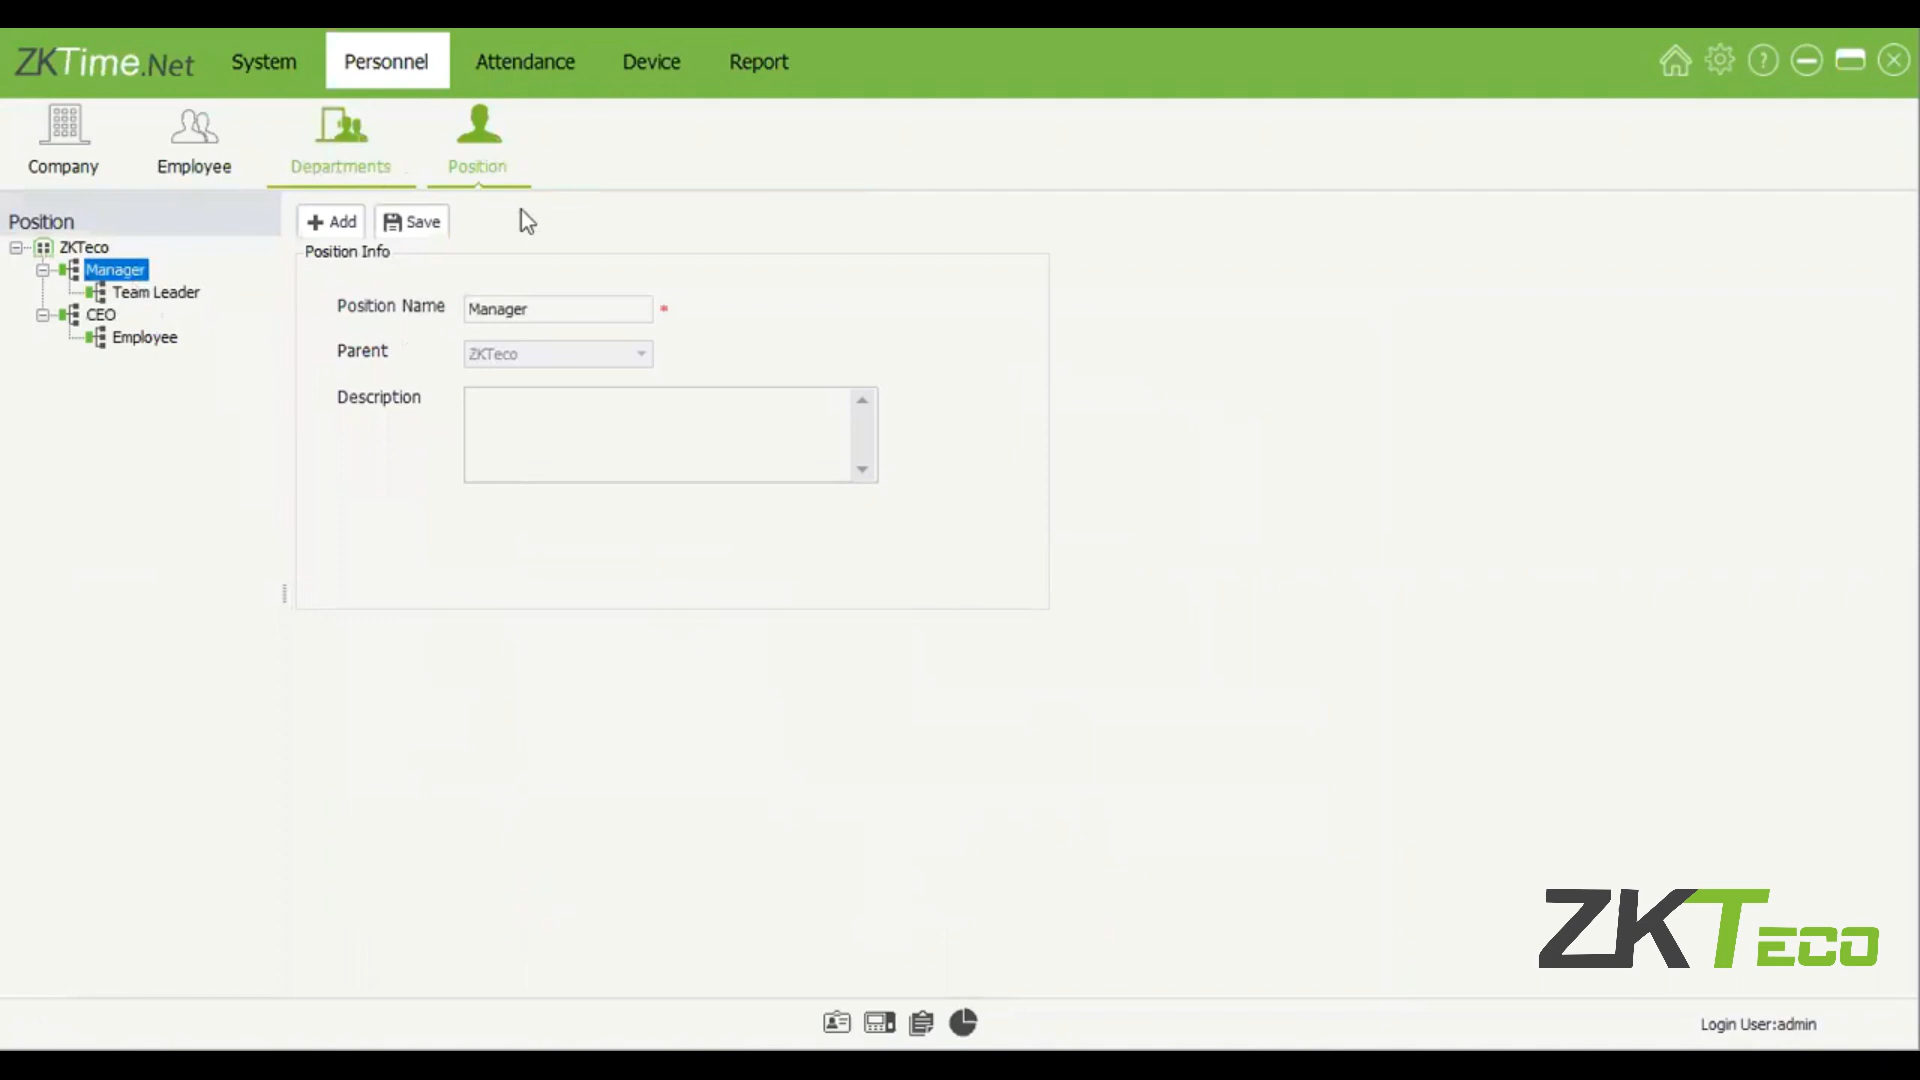 ZKTime.Net System Personnel Attendance Device Report
Company Employee Departments Position
Position
ZKTeco
Manager
Team Leader
CEO
Employee
Add Save
Position Info
Position Name Manager *
Parent ZKTeco
Description
ZKTeco
Login User:admin